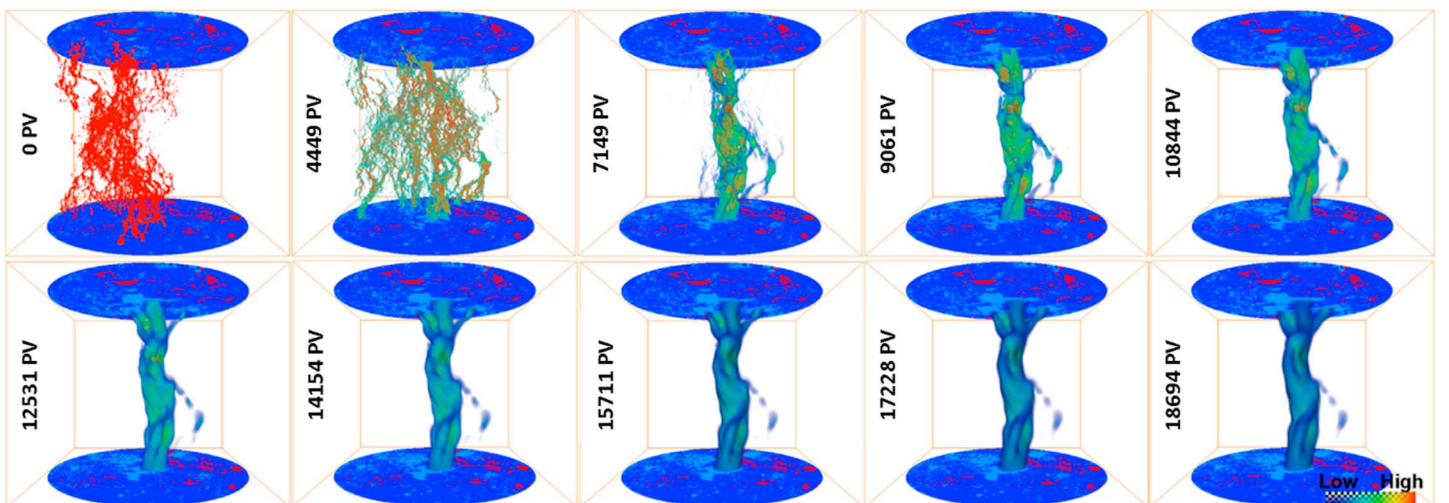 0 PV
4449 PV
7149 PV
9061 PV
10844 PV
12531 PV
14154 PV
15711 PV
17228 PV
18694 PV
Low High